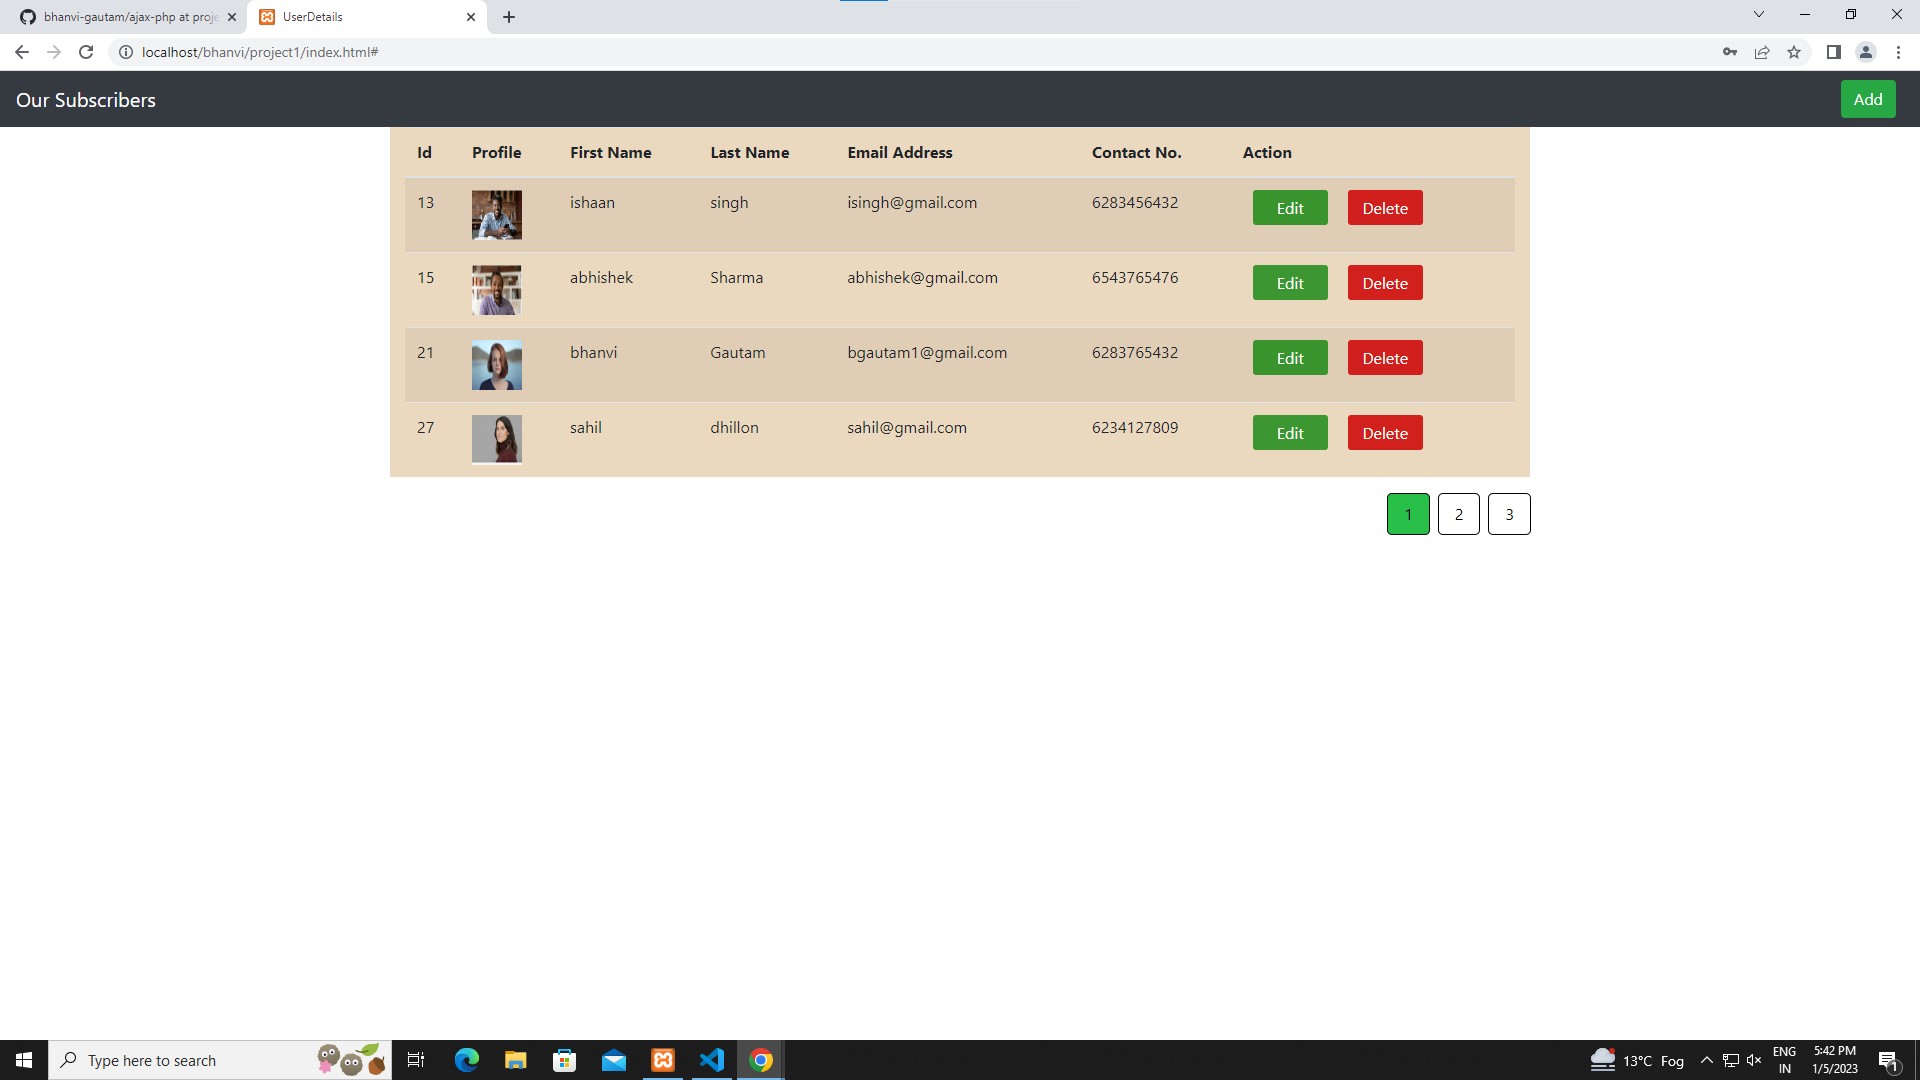 bhanvi-gautam/ajax-php at proje
UserDetails
localhost/bhanvi/project1/index.html#
Our Subscribers
Add
Id Profile First Name Last Name Email Address Contact No. Action
13 ishaan singh isingh@gmail.com 6283456432 Edit Delete
15 abhishek Sharma abhishek@gmail.com 6543765476 Edit Delete
21 bhanvi Gautam bgautam1@gmail.com 6283765432 Edit Delete
27 sahil dhillon sahil@gmail.com 6234127809 Edit Delete
1 2 3
Type here to search
13°C Fog
ENG
IN
5:42 PM
1/5/2023
1